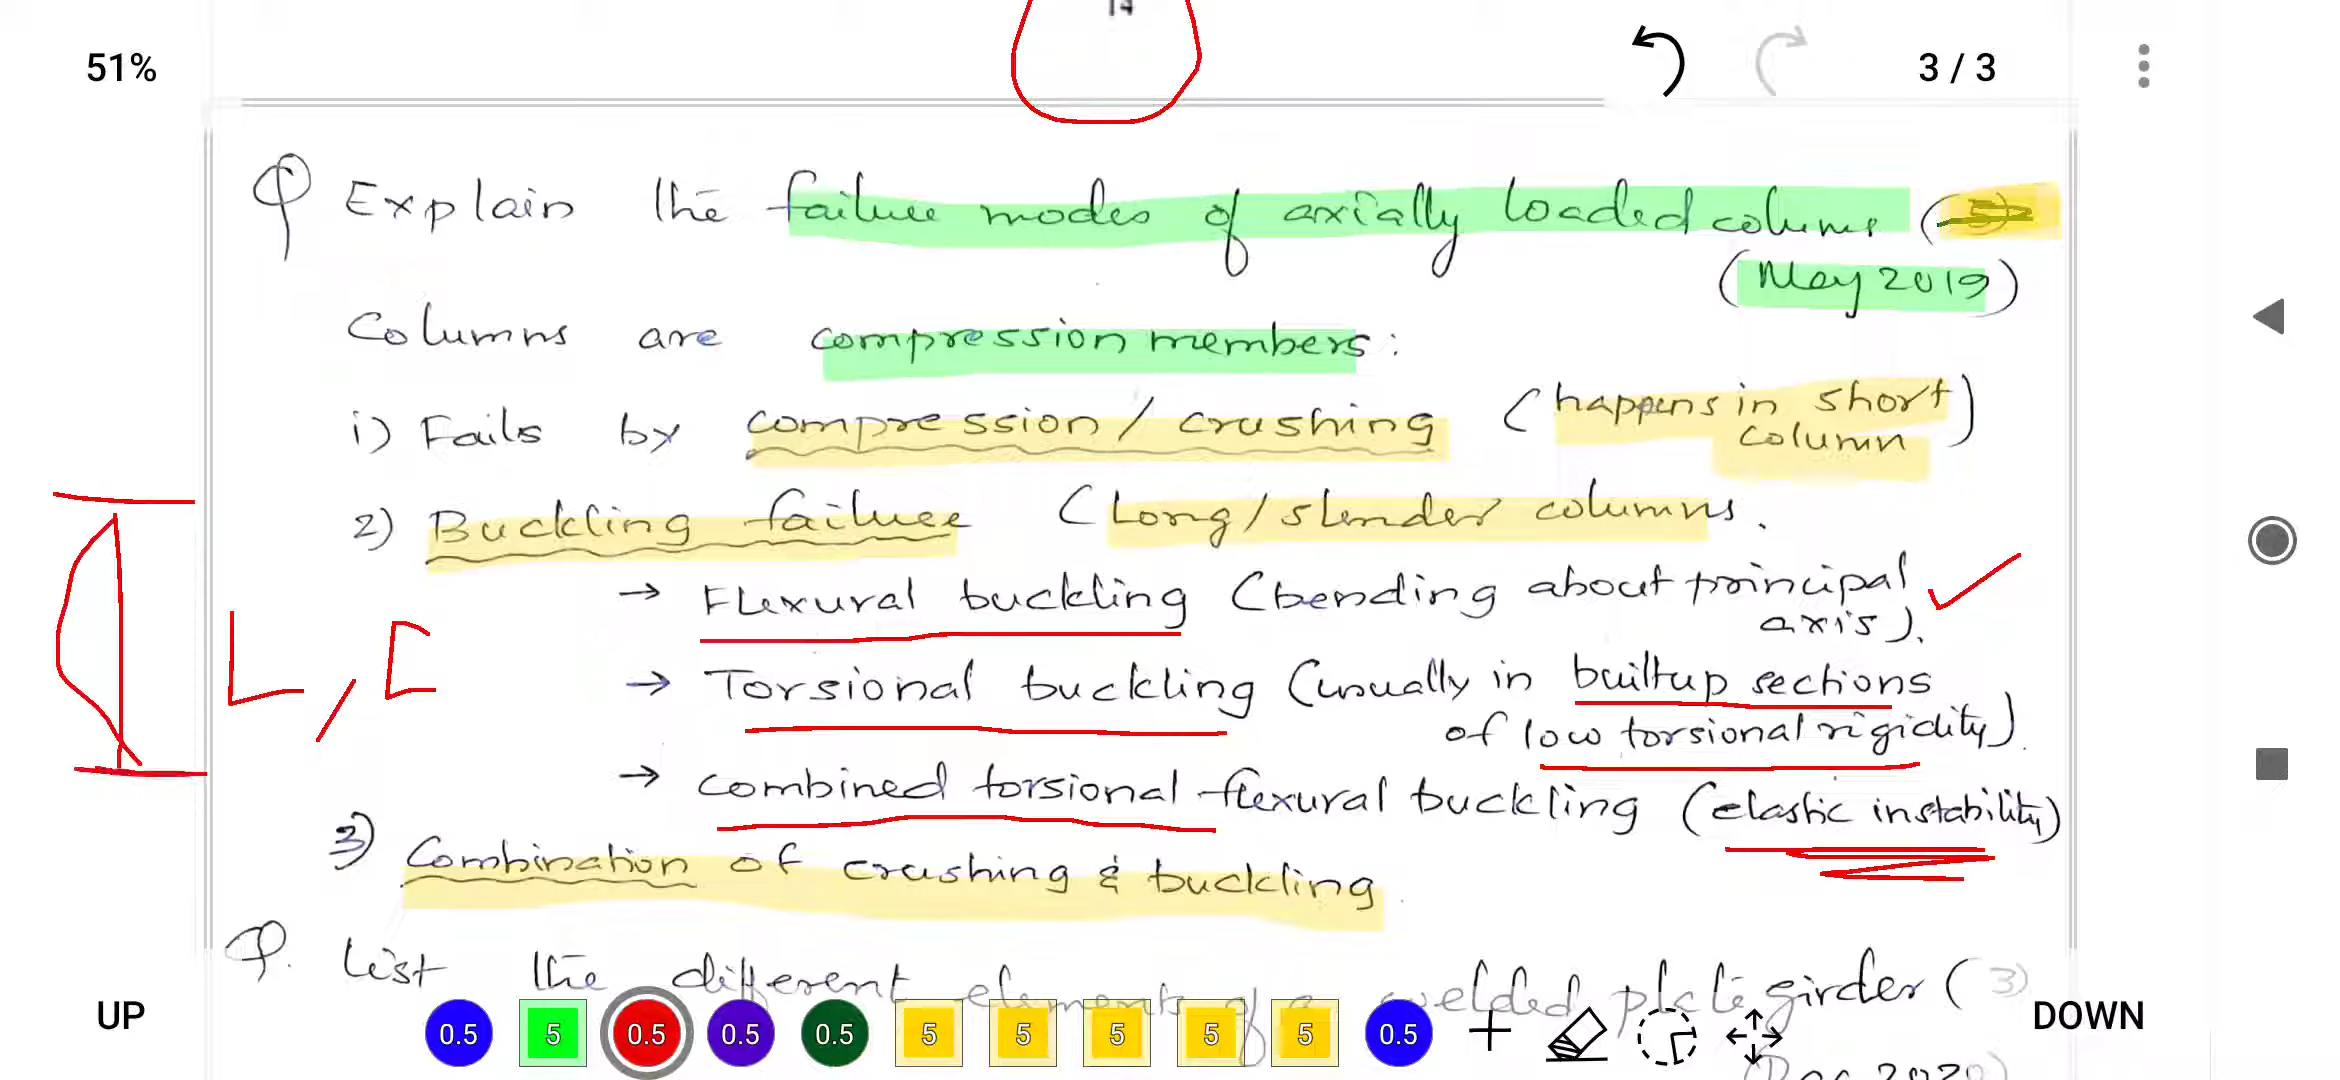 14
51%
3 / 3
Q Explain the failure modes of axially loaded column (5)
(May 2019)
Columns are compression members:
i) Fails by compression / crushing (happens in short column)
2) Buckling failure (Long/slender columns.
→ Flexural buckling (bending about principal axis).
→ Torsional buckling (usually in builtup sections
of low torsional rigidity).
→ combined torsional flexural buckling (elastic instability)
L, [
3) Combination of crushing & buckling.
Q. List the different elements of a welded plate girder (3)
(Dec 2020)
UP
DOWN
0.5 5 0.5 0.5 0.5 5 5 5 5 5 0.5